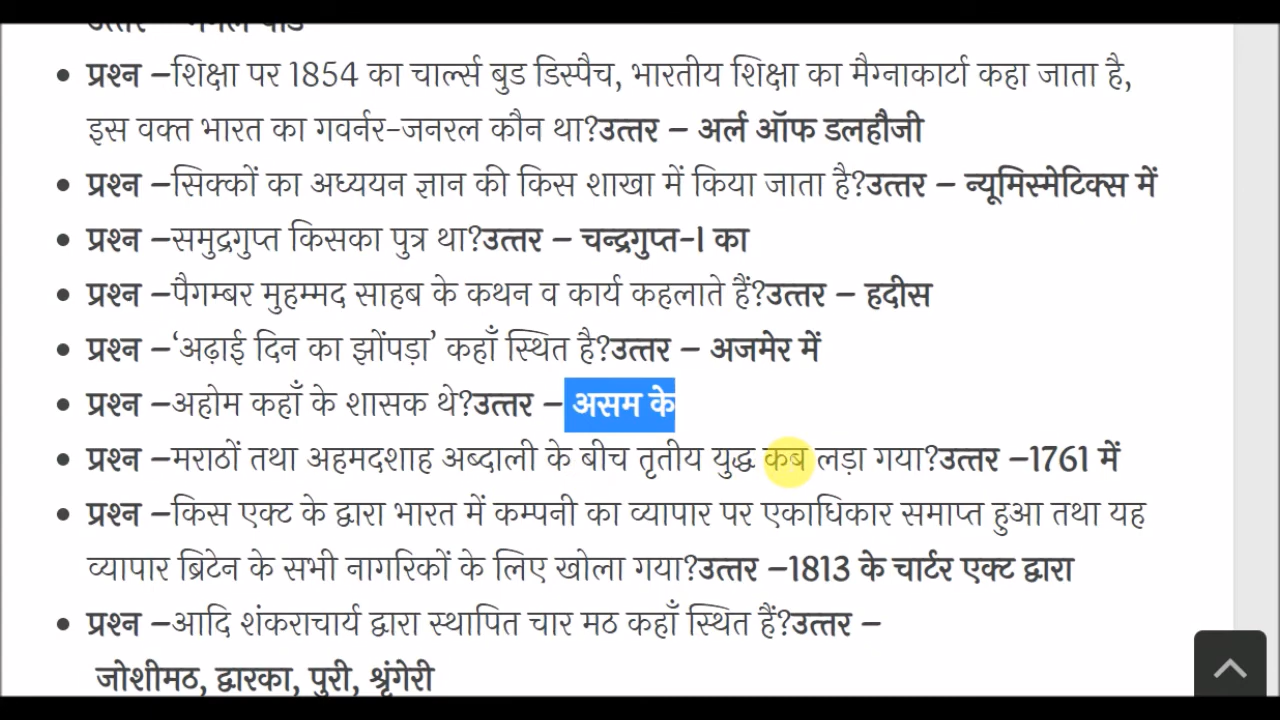 प्रश्न –शिक्षा पर 1854 का चार्ल्स बुड डिस्पैच, भारतीय शिक्षा का मैग्नाकार्टा कहा जाता है,
इस वक्त भारत का गवर्नर-जनरल कौन था?उत्तर – अर्ल ऑफ डलहौजी
प्रश्न –सिक्कों का अध्ययन ज्ञान की किस शाखा में किया जाता है?उत्तर – न्यूमिस्मेटिक्स में
प्रश्न –समुद्रगुप्त किसका पुत्र था?उत्तर – चन्द्रगुप्त-I का
प्रश्न –पैगम्बर मुहम्मद साहब के कथन व कार्य कहलाते हैं?उत्तर – हदीस
प्रश्न –‘अढ़ाई दिन का झोंपड़ा’ कहाँ स्थित है?उत्तर – अजमेर में
प्रश्न –अहोम कहाँ के शासक थे?उत्तर – असम के
प्रश्न –मराठों तथा अहमदशाह अब्दाली के बीच तृतीय युद्ध कब लड़ा गया?उत्तर –1761 में
प्रश्न –किस एक्ट के द्वारा भारत में कम्पनी का व्यापार पर एकाधिकार समाप्त हुआ तथा यह
व्यापार ब्रिटेन के सभी नागरिकों के लिए खोला गया?उत्तर –1813 के चार्टर एक्ट द्वारा
प्रश्न –आदि शंकराचार्य द्वारा स्थापित चार मठ कहाँ स्थित हैं?उत्तर –
जोशीमठ, द्वारका, पुरी, श्रृंगेरी